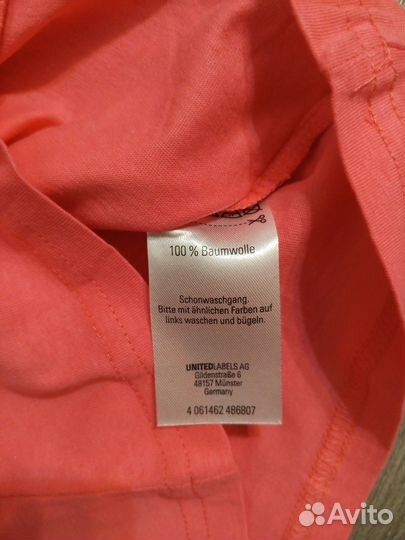 100 % Baumwolle
Schonwaschgang.
Bitte mit ähnlichen Farben auf
links waschen und bügeln.
UNITEDLABELS AG
Gildenstraße 6
48157 Münster
Germany
4 061462 486807
Avito